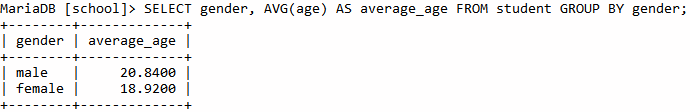 MariaDB [school]> SELECT gender, AVG(age) AS average_age FROM student GROUP BY gender;
+--------+-------------+
| gender | average_age |
+--------+-------------+
| male   |     20.8400 |
| female |     18.9200 |
+--------+-------------+